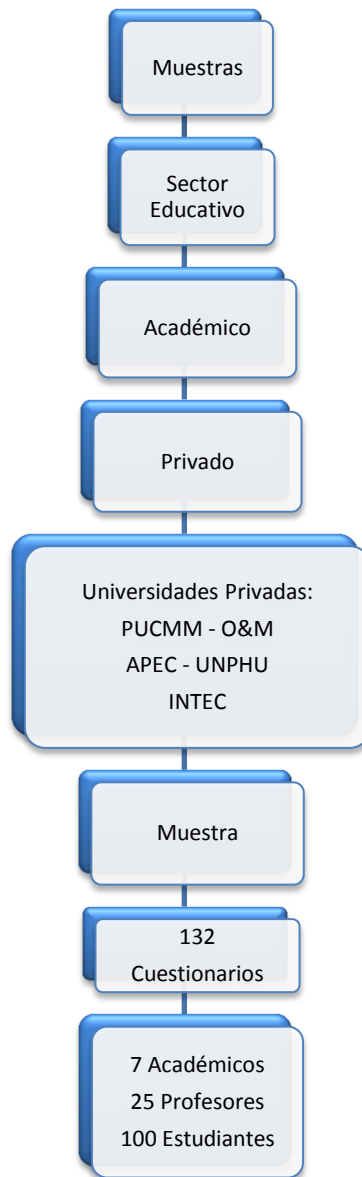 Muestras
Sector
Educativo
Académico
Privado
Universidades Privadas:
PUCMM - O&M
APEC - UNPHU
INTEC
Muestra
132
Cuestionarios
7 Académicos
25 Profesores
100 Estudiantes